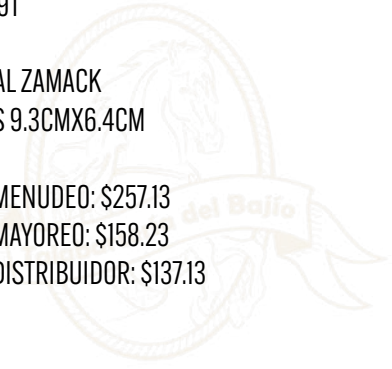 91
AL ZAMACK
S 9.3CMX6.4CM
MENUDEO: $257.13
MAYOREO: $158.23
DISTRIBUIDOR: $137.13
del Bajío